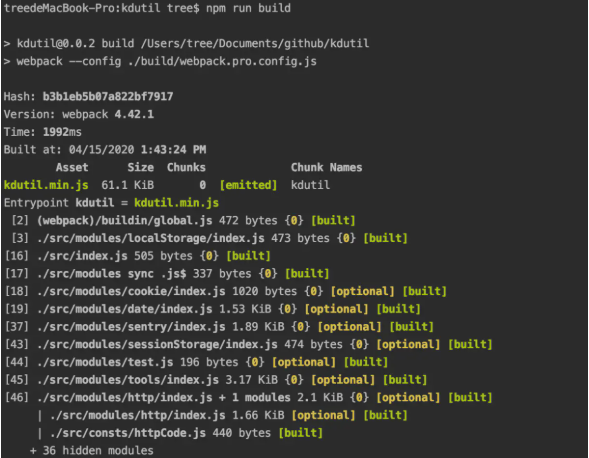 treedeMacBook-Pro:kdutil tree$ npm run build
> kdutil@0.0.2 build /Users/tree/Documents/github/kdutil
> webpack --config ./build/webpack.pro.config.js
Hash: b3b1eb5b07a822bf7917
Version: webpack 4.42.1
Time: 1992ms
Built at: 04/15/2020 1:43:24 PM
Asset Size Chunks Chunk Names
kdutil.min.js 61.1 KiB 0 [emitted] kdutil
Entrypoint kdutil = kdutil.min.js
[2] (webpack)/buildin/global.js 472 bytes {0} [built]
[3] ./src/modules/localStorage/index.js 473 bytes {0} [built]
[16] ./src/index.js 505 bytes {0} [built]
[17] ./src/modules sync .js$ 337 bytes {0} [built]
[18] ./src/modules/cookie/index.js 1020 bytes {0} [optional] [built]
[19] ./src/modules/date/index.js 1.53 KiB {0} [optional] [built]
[37] ./src/modules/sentry/index.js 1.89 KiB {0} [optional] [built]
[43] ./src/modules/sessionStorage/index.js 474 bytes {0} [optional] [built]
[44] ./src/modules/test.js 196 bytes {0} [optional] [built]
[45] ./src/modules/tools/index.js 3.17 KiB {0} [optional] [built]
[46] ./src/modules/http/index.js + 1 modules 2.1 KiB {0} [optional] [built]
| ./src/modules/http/index.js 1.66 KiB [optional] [built]
| ./src/consts/httpCode.js 440 bytes [built]
+ 36 hidden modules